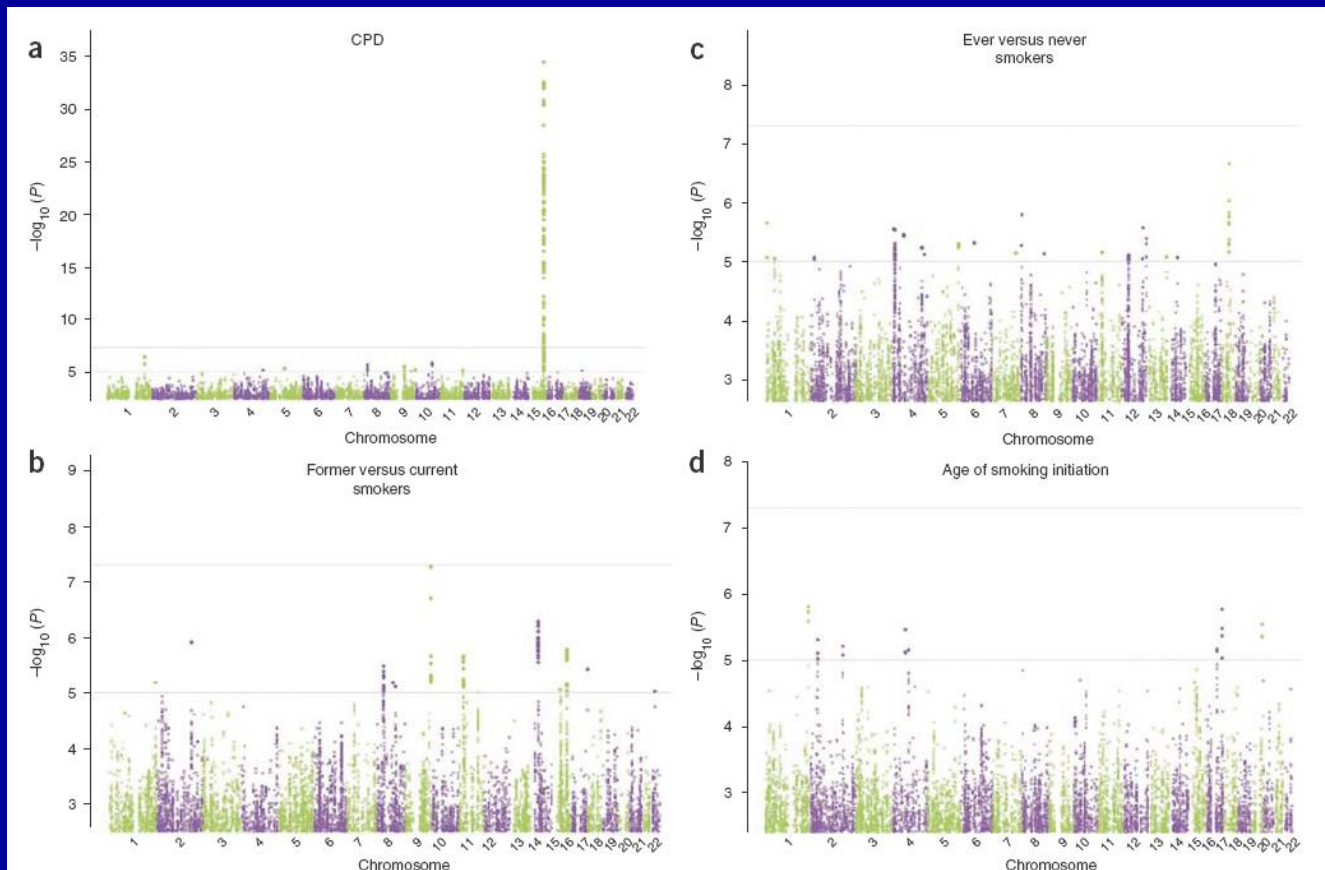 a
CPD
35
30
25
20
15
10
5
–log10 (P)
1 2 3 4 5 6 7 8 9 10 11 12 13 14 15 16 17 18 19 20 21 22
Chromosome
b
Former versus current
smokers
9
8
7
6
5
4
3
–log10 (P)
1 2 3 4 5 6 7 8 9 10 11 12 13 14 16 18 19 20 21 22
Chromosome
c
Ever versus never
smokers
8
7
6
5
4
3
–log10 (P)
1 2 3 4 5 6 7 8 9 10 11 12 13 14 15 16 17 18 19 20 21 22
Chromosome
d
Age of smoking initiation
8
7
6
5
4
3
–log10 (P)
1 2 3 4 5 6 7 8 9 10 11 12 13 14 15 16 17 18 20 21 22
Chromosome